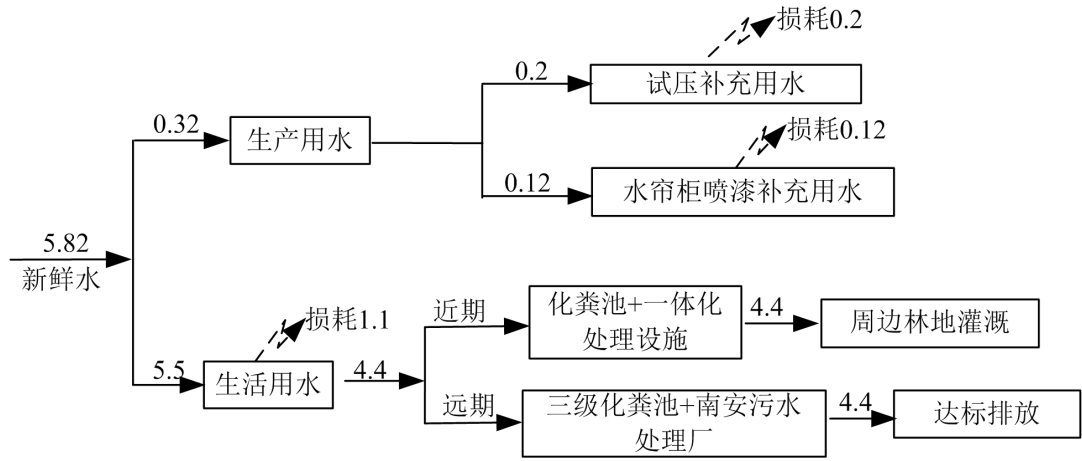 损耗0.2
0.2
试压补充用水
0.32
生产用水
损耗0.12
0.12
水帘柜喷漆补充用水
5.82
新鲜水
损耗1.1
5.5
生活用水
4.4
近期
化粪池+一体化
处理设施
4.4
周边林地灌溉
远期
三级化粪池+南安污水
处理厂
4.4
达标排放